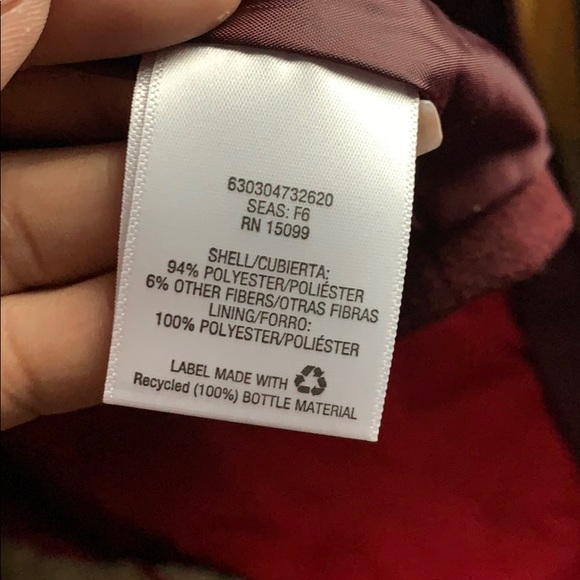 630304732620
SEAS: F6
RN 15099
SHELL/CUBIERTA:
94% POLYESTER/POLIÉSTER
6% OTHER FIBERS/OTRAS FIBRAS
LINING/FORRO:
100% POLYESTER/POLIÉSTER
LABEL MADE WITH
Recycled (100%) BOTTLE MATERIAL